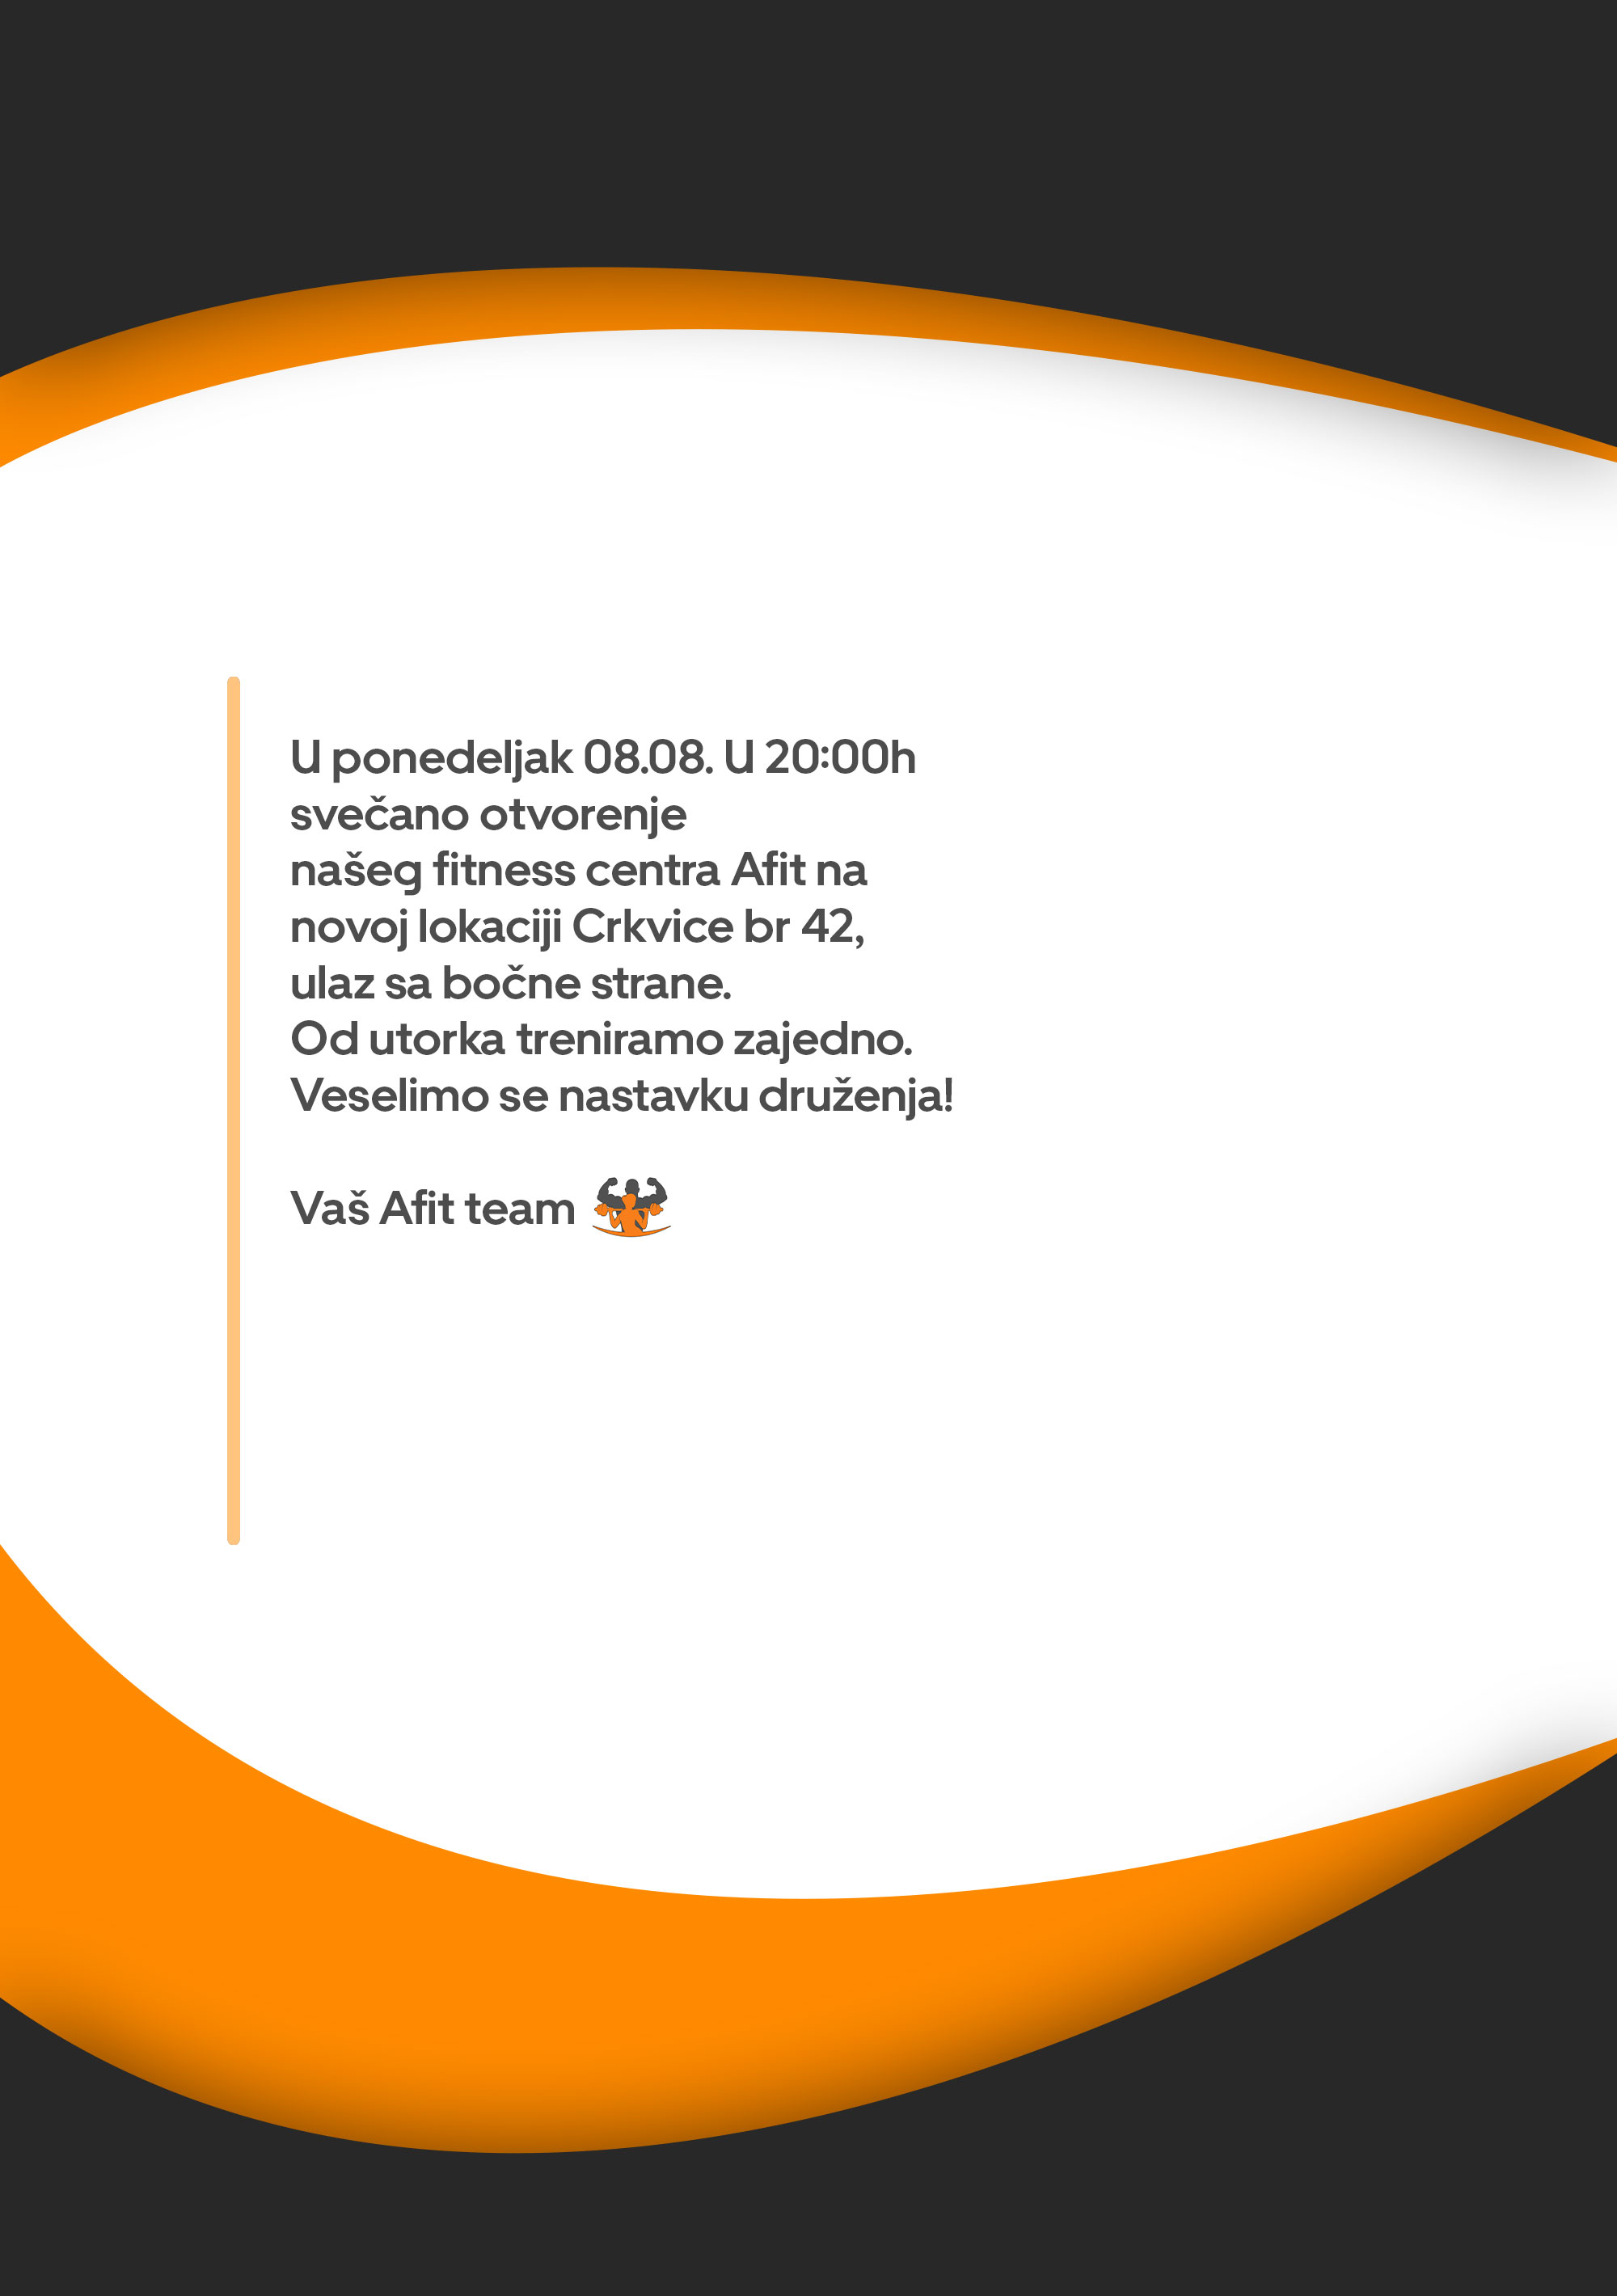 U ponedeljak 08.08. U 20:00h
svečano otvorenje
našeg fitness centra Afit na
novoj lokaciji Crkvice br 42,
ulaz sa bočne strane.
Od utorka treniramo zajedno.
Veselimo se nastavku druženja!
Vaš Afit team